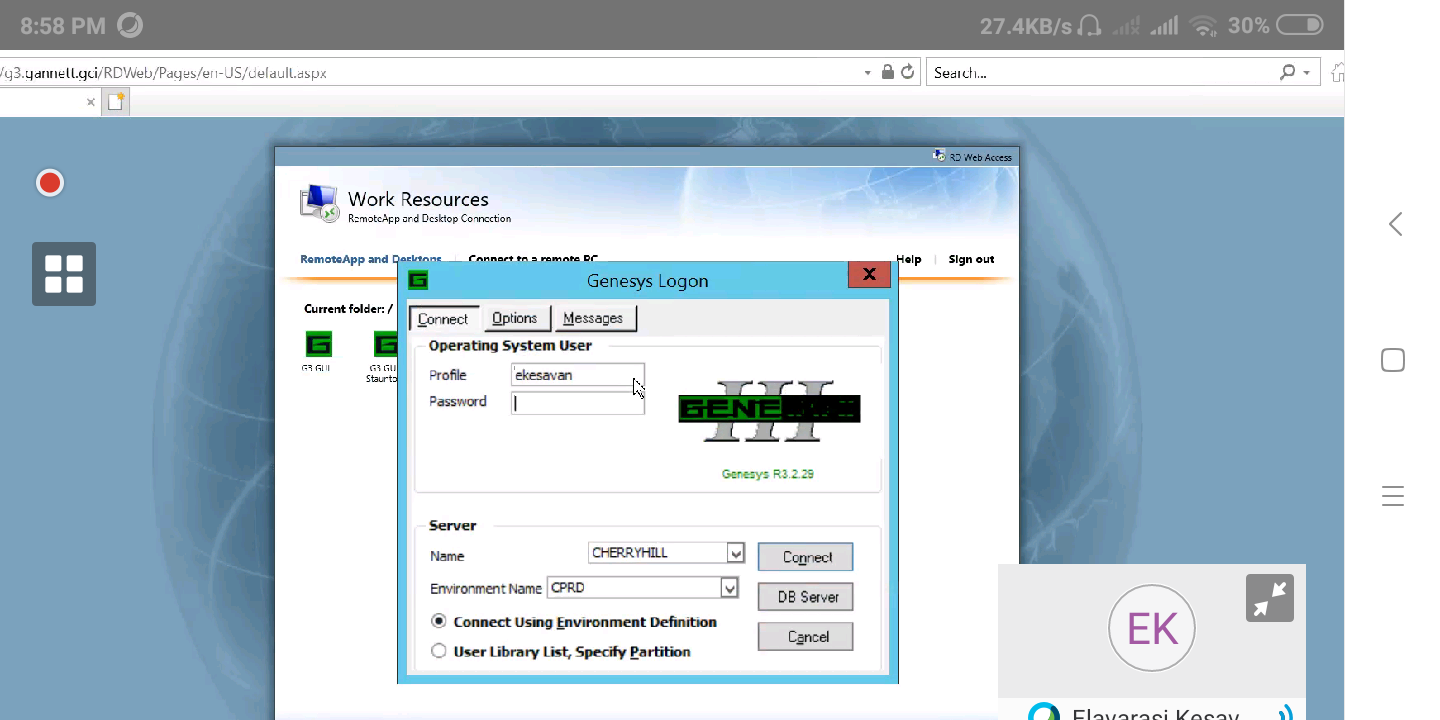 8:58 PM
27.4KB/s
30%
/g3.gannett.gci/RDWeb/Pages/en-US/default.aspx
Search...
RD Web Access
Work Resources
RemoteApp and Desktop Connection
RemoteApp and Desktops
Connect to a remote PC
Help
Sign out
Genesys Logon
X
Current folder: /
Connect
Options
Messages
G3 GUI
G3 GU
Staunto
Operating System User
Profile
ekesavan
Password
GENE
III
Genesys R3.2.29
Server
Name
CHERRYHILL
Connect
Environment Name
CPRD
DB Server
Connect Using Environment Definition
Cancel
User Library List, Specify Partition
EK
Elavarasi Kesav